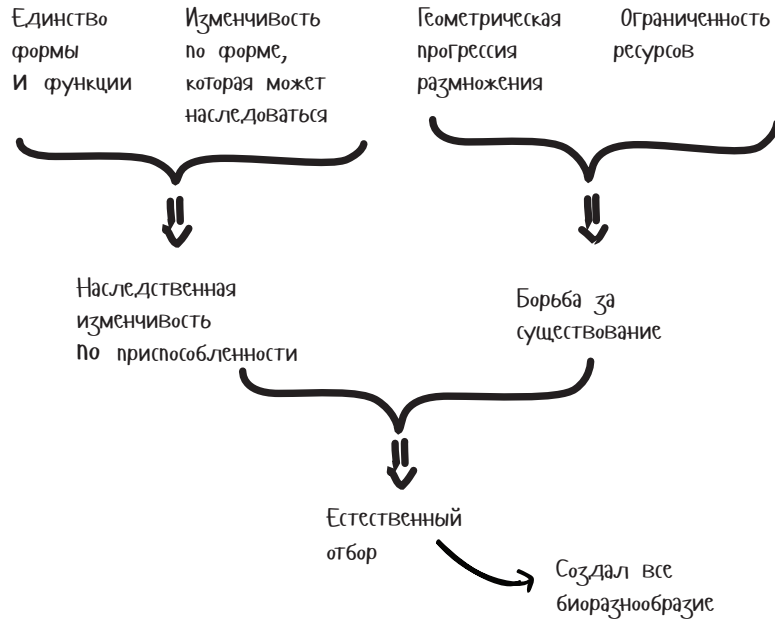 Единство
формы
и функции
Изменчивость
по форме,
которая может
наследоваться
Геометрическая
прогрессия
размножения
Ограниченность
ресурсов
Наследственная
изменчивость
по приспособленности
Борьба за
существование
Естественный
отбор
Создал все
биоразнообразие